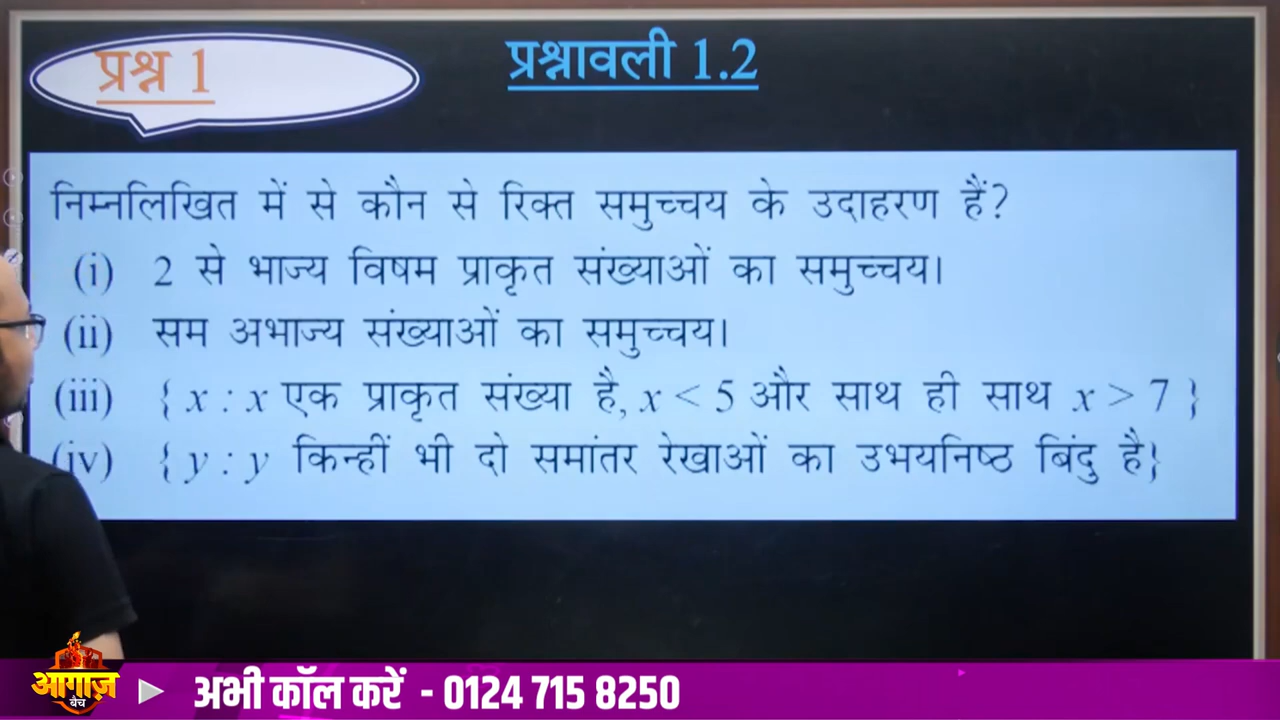 प्रश्न 1
प्रश्नावली 1.2
निम्नलिखित में से कौन से रिक्त समुच्चय के उदाहरण हैं?
(i) 2 से भाज्य विषम प्राकृत संख्याओं का समुच्चय।
(ii) सम अभाज्य संख्याओं का समुच्चय।
(iii) { x : x एक प्राकृत संख्या है, x < 5 और साथ ही साथ x > 7 }
(iv) { y : y किन्हीं भी दो समांतर रेखाओं का उभयनिष्ठ बिंदु है}
आगाज़
बैच
अभी कॉल करें - 0124 715 8250